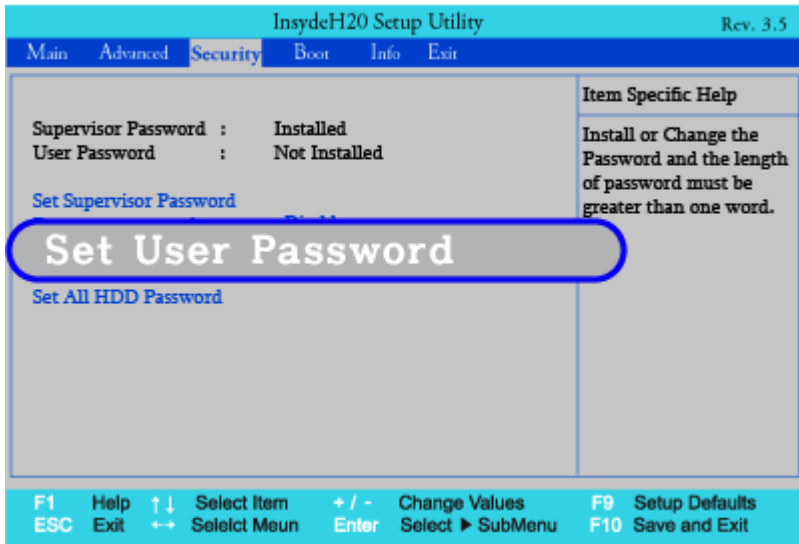 InsydeH20 Setup Utility Rev. 3.5
Main Advanced Security Boot Info Exit
Item Specific Help
Supervisor Password : Installed
User Password : Not Installed
Install or Change the
Password and the length
of password must be
greater than one word.
Set Supervisor Password
Set User Password
Set All HDD Password
F1 Help ↑↓ Select Item + / - Change Values F9 Setup Defaults
ESC Exit ↔ Selelct Meun Enter Select ▶ SubMenu F10 Save and Exit